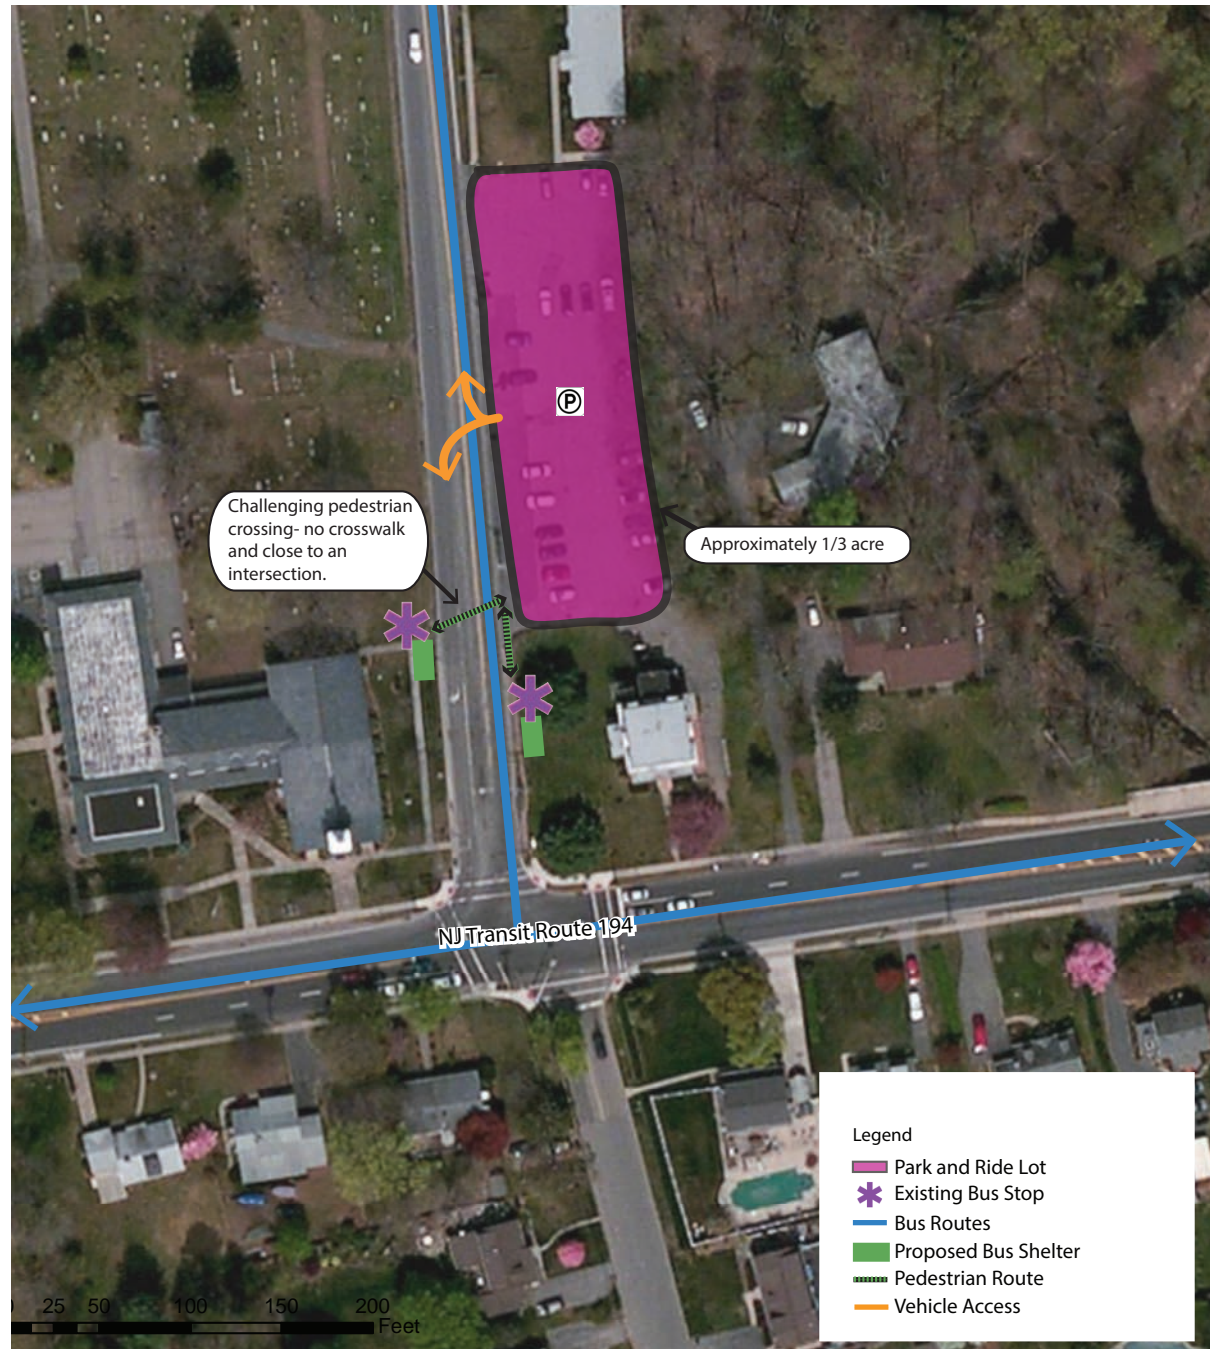 P
Challenging pedestrian
crossing- no crosswalk
and close to an
intersection.
Approximately 1/3 acre
NJ Transit Route 194
Legend
Park and Ride Lot
Existing Bus Stop
Bus Routes
Proposed Bus Shelter
Pedestrian Route
Vehicle Access
0 25 50 100 150 200
Feet